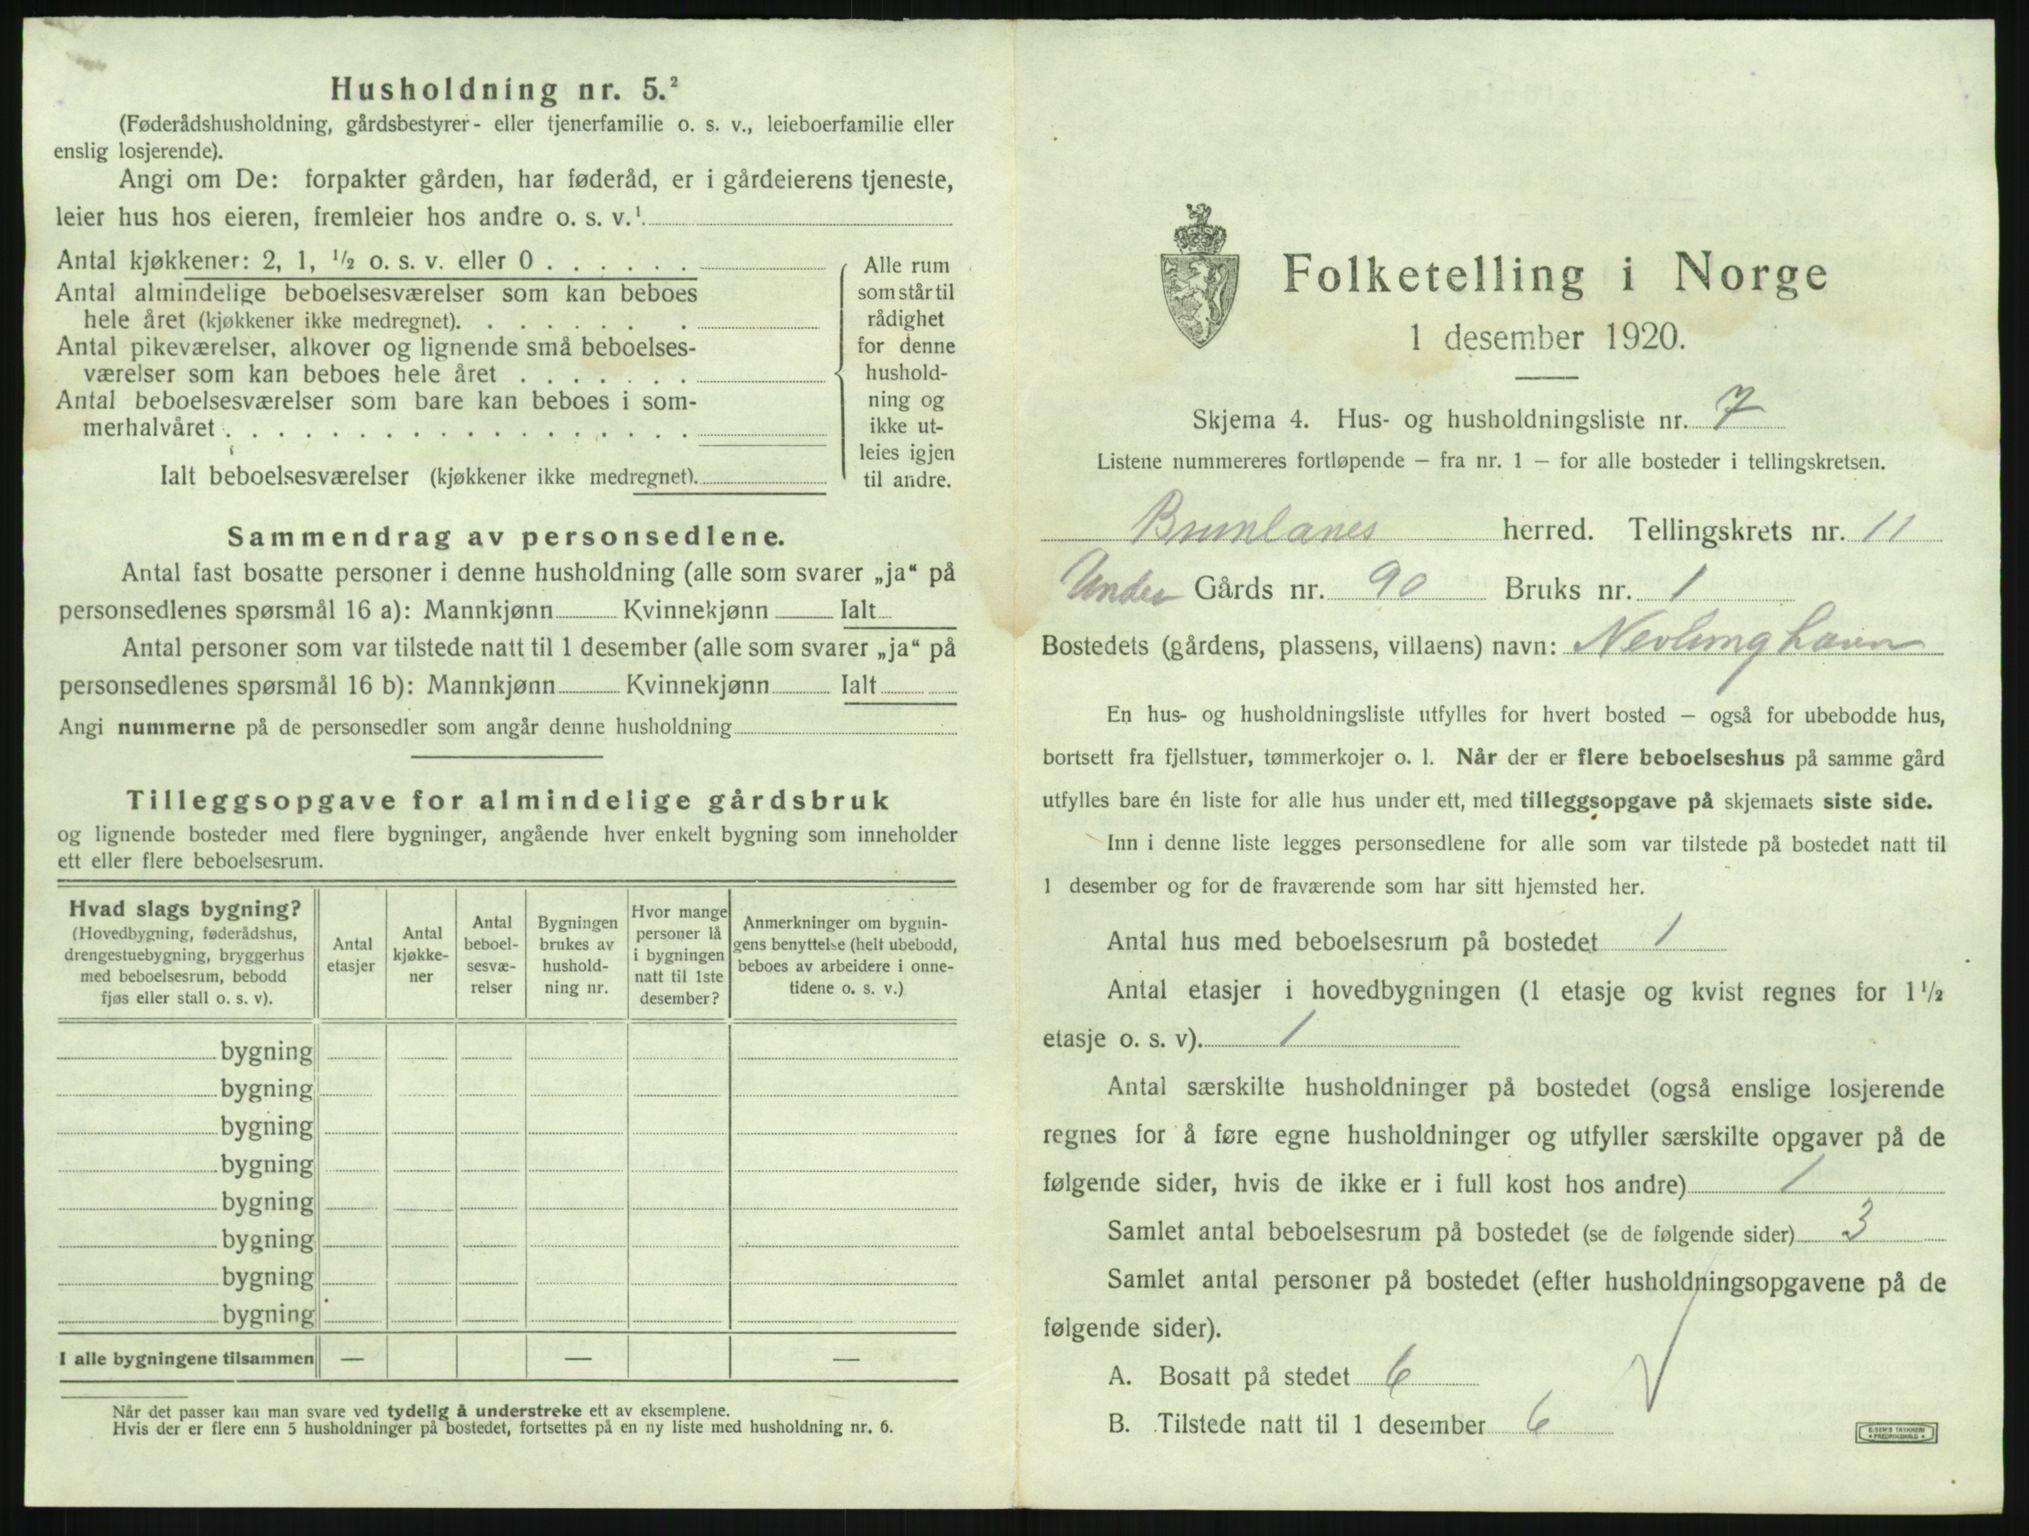 Husholdning nr. 5.²
(Føderådshusholdning, gårdsbestyrer- eller tjenerfamilie o. s. v., leieboerfamilie eller
enslig losjerende).
Angi om De: forpakter gården, har føderåd, er i gårdeierens tjeneste,
leier hus hos eieren, fremleier hos andre o. s. v.¹
Antal kjøkkener: 2, 1, ½ o. s. v. eller 0 . . . . . .
Antal almindelige beboelsesværelser som kan beboes
hele året (kjøkkener ikke medregnet). . . . . . . .
Antal pikeværelser, alkover og lignende små beboelses-
værelser som kan beboes hele året . . . . . . .
Antal beboelsesværelser som bare kan beboes i som-
merhalvåret . . . . . . . . . . . . . . . . . .
Ialt beboelsesværelser (kjøkkener ikke medregnet).
Alle rum
som står til
rådighet
for denne
hushold-
ning og
ikke ut-
leies igjen
til andre.
Sammendrag av personsedlene.
Antal fast bosatte personer i denne husholdning (alle som svarer „ja“ på
personsedlenes spørsmål 16 a): Mannkjønn Kvinnekjønn Ialt
Antal personer som var tilstede natt til 1 desember (alle som svarer „ja“ på
personsedlenes spørsmål 16 b): Mannkjønn Kvinnekjønn Ialt
Angi nummerne på de personsedler som angår denne husholdning
Tilleggsopgave for almindelige gårdsbruk
og lignende bosteder med flere bygninger, angående hver enkelt bygning som inneholder
ett eller flere beboelsesrum.
Hvad slags bygning?
(Hovedbygning, føderådshus,
drengestuebygning, bryggerhus
med beboelsesrum, bebodd
fjøs eller stall o. s. v).
Antal
etasjer
Antal
kjøkke-
ner
Antal
beboel-
sesvæ-
relser
Bygningen
brukes av
hushold-
ning nr.
Hvor mange
personer lå
i bygningen
natt til 1ste
desember?
Anmerkninger om bygnin-
gens benyttelse (helt ubebodd,
beboes av arbeidere i onne-
tidene o. s. v.)
bygning
bygning
bygning
bygning
bygning
bygning
bygning
bygning
I alle bygningene tilsammen — — —
Når det passer kan man svare ved tydelig å understreke ett av eksemplene.
Hvis der er flere enn 5 husholdninger på bostedet, fortsettes på en ny liste med husholdning nr. 6.
Folketelling i Norge
1 desember 1920.
Skjema 4. Hus- og husholdningsliste nr. 7
Listene nummereres fortløpende – fra nr. 1 – for alle bosteder i tellingskretsen.
Brunlanes herred. Tellingskrets nr. 11
Under Gårds nr. 90 Bruks nr. 1
Bostedets (gårdens, plassens, villaens) navn: Nevlunghavn
En hus- og husholdningsliste utfylles for hvert bosted – også for ubebodde hus,
bortsett fra fjellstuer, tømmerkojer o. l. Når der er flere beboelseshus på samme gård
utfylles bare én liste for alle hus under ett, med tilleggsopgave på skjemaets siste side.
Inn i denne liste legges personsedlene for alle som var tilstede på bostedet natt til
1 desember og for de fraværende som har sitt hjemsted her.
Antal hus med beboelsesrum på bostedet 1
Antal etasjer i hovedbygningen (1 etasje og kvist regnes for 1½
etasje o. s. v). 1
Antal særskilte husholdninger på bostedet (også enslige losjerende
regnes for å føre egne husholdninger og utfyller særskilte opgaver på de
følgende sider, hvis de ikke er i full kost hos andre) 1
Samlet antal beboelsesrum på bostedet (se de følgende sider) 3
Samlet antal personer på bostedet (efter husholdningsopgavene på de
følgende sider).
A. Bosatt på stedet 6
B. Tilstede natt til 1 desember 6